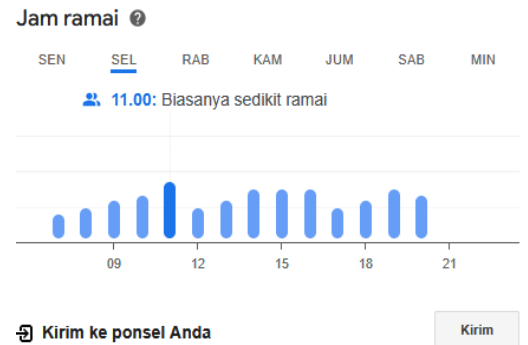 Jam ramai ?
SEN SEL RAB KAM JUM SAB MIN
11.00: Biasanya sedikit ramai
09 12 15 18 21
Kirim ke ponsel Anda Kirim